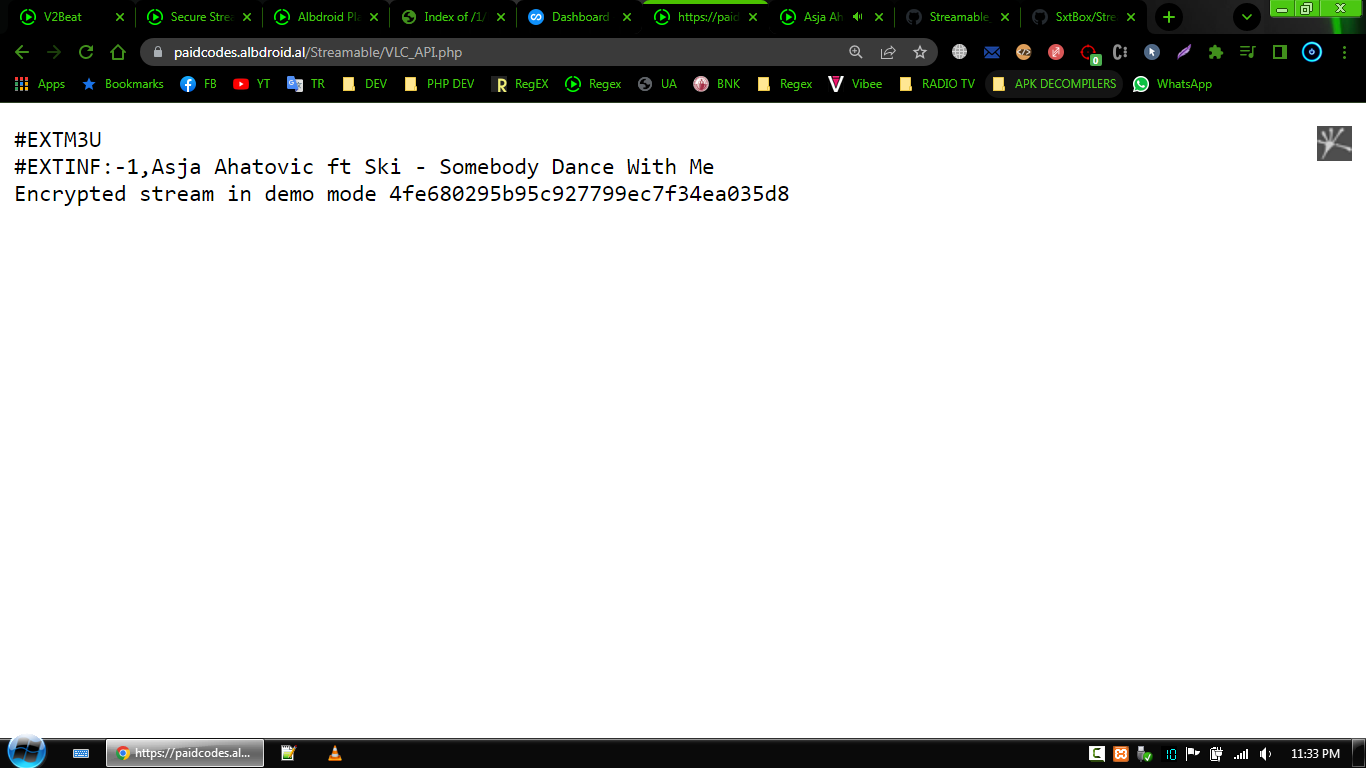 V2Beat
Secure Stre
Albdroid Pl
Index of /1/
Dashboard
https://paid
Asja Ah
Streamable
SxtBox/Stre
paidcodes.albdroid.al/Streamable/VLC_API.php
0
Apps
Bookmarks
FB
YT
TR
DEV
PHP DEV
RegEX
Regex
UA
BNK
Regex
Vibee
RADIO TV
APK DECOMPILERS
WhatsApp
#EXTM3U
#EXTINF:-1,Asja Ahatovic ft Ski - Somebody Dance With Me
Encrypted stream in demo mode 4fe680295b95c927799ec7f34ea035d8
https://paidcodes.al...
10
11:33 PM